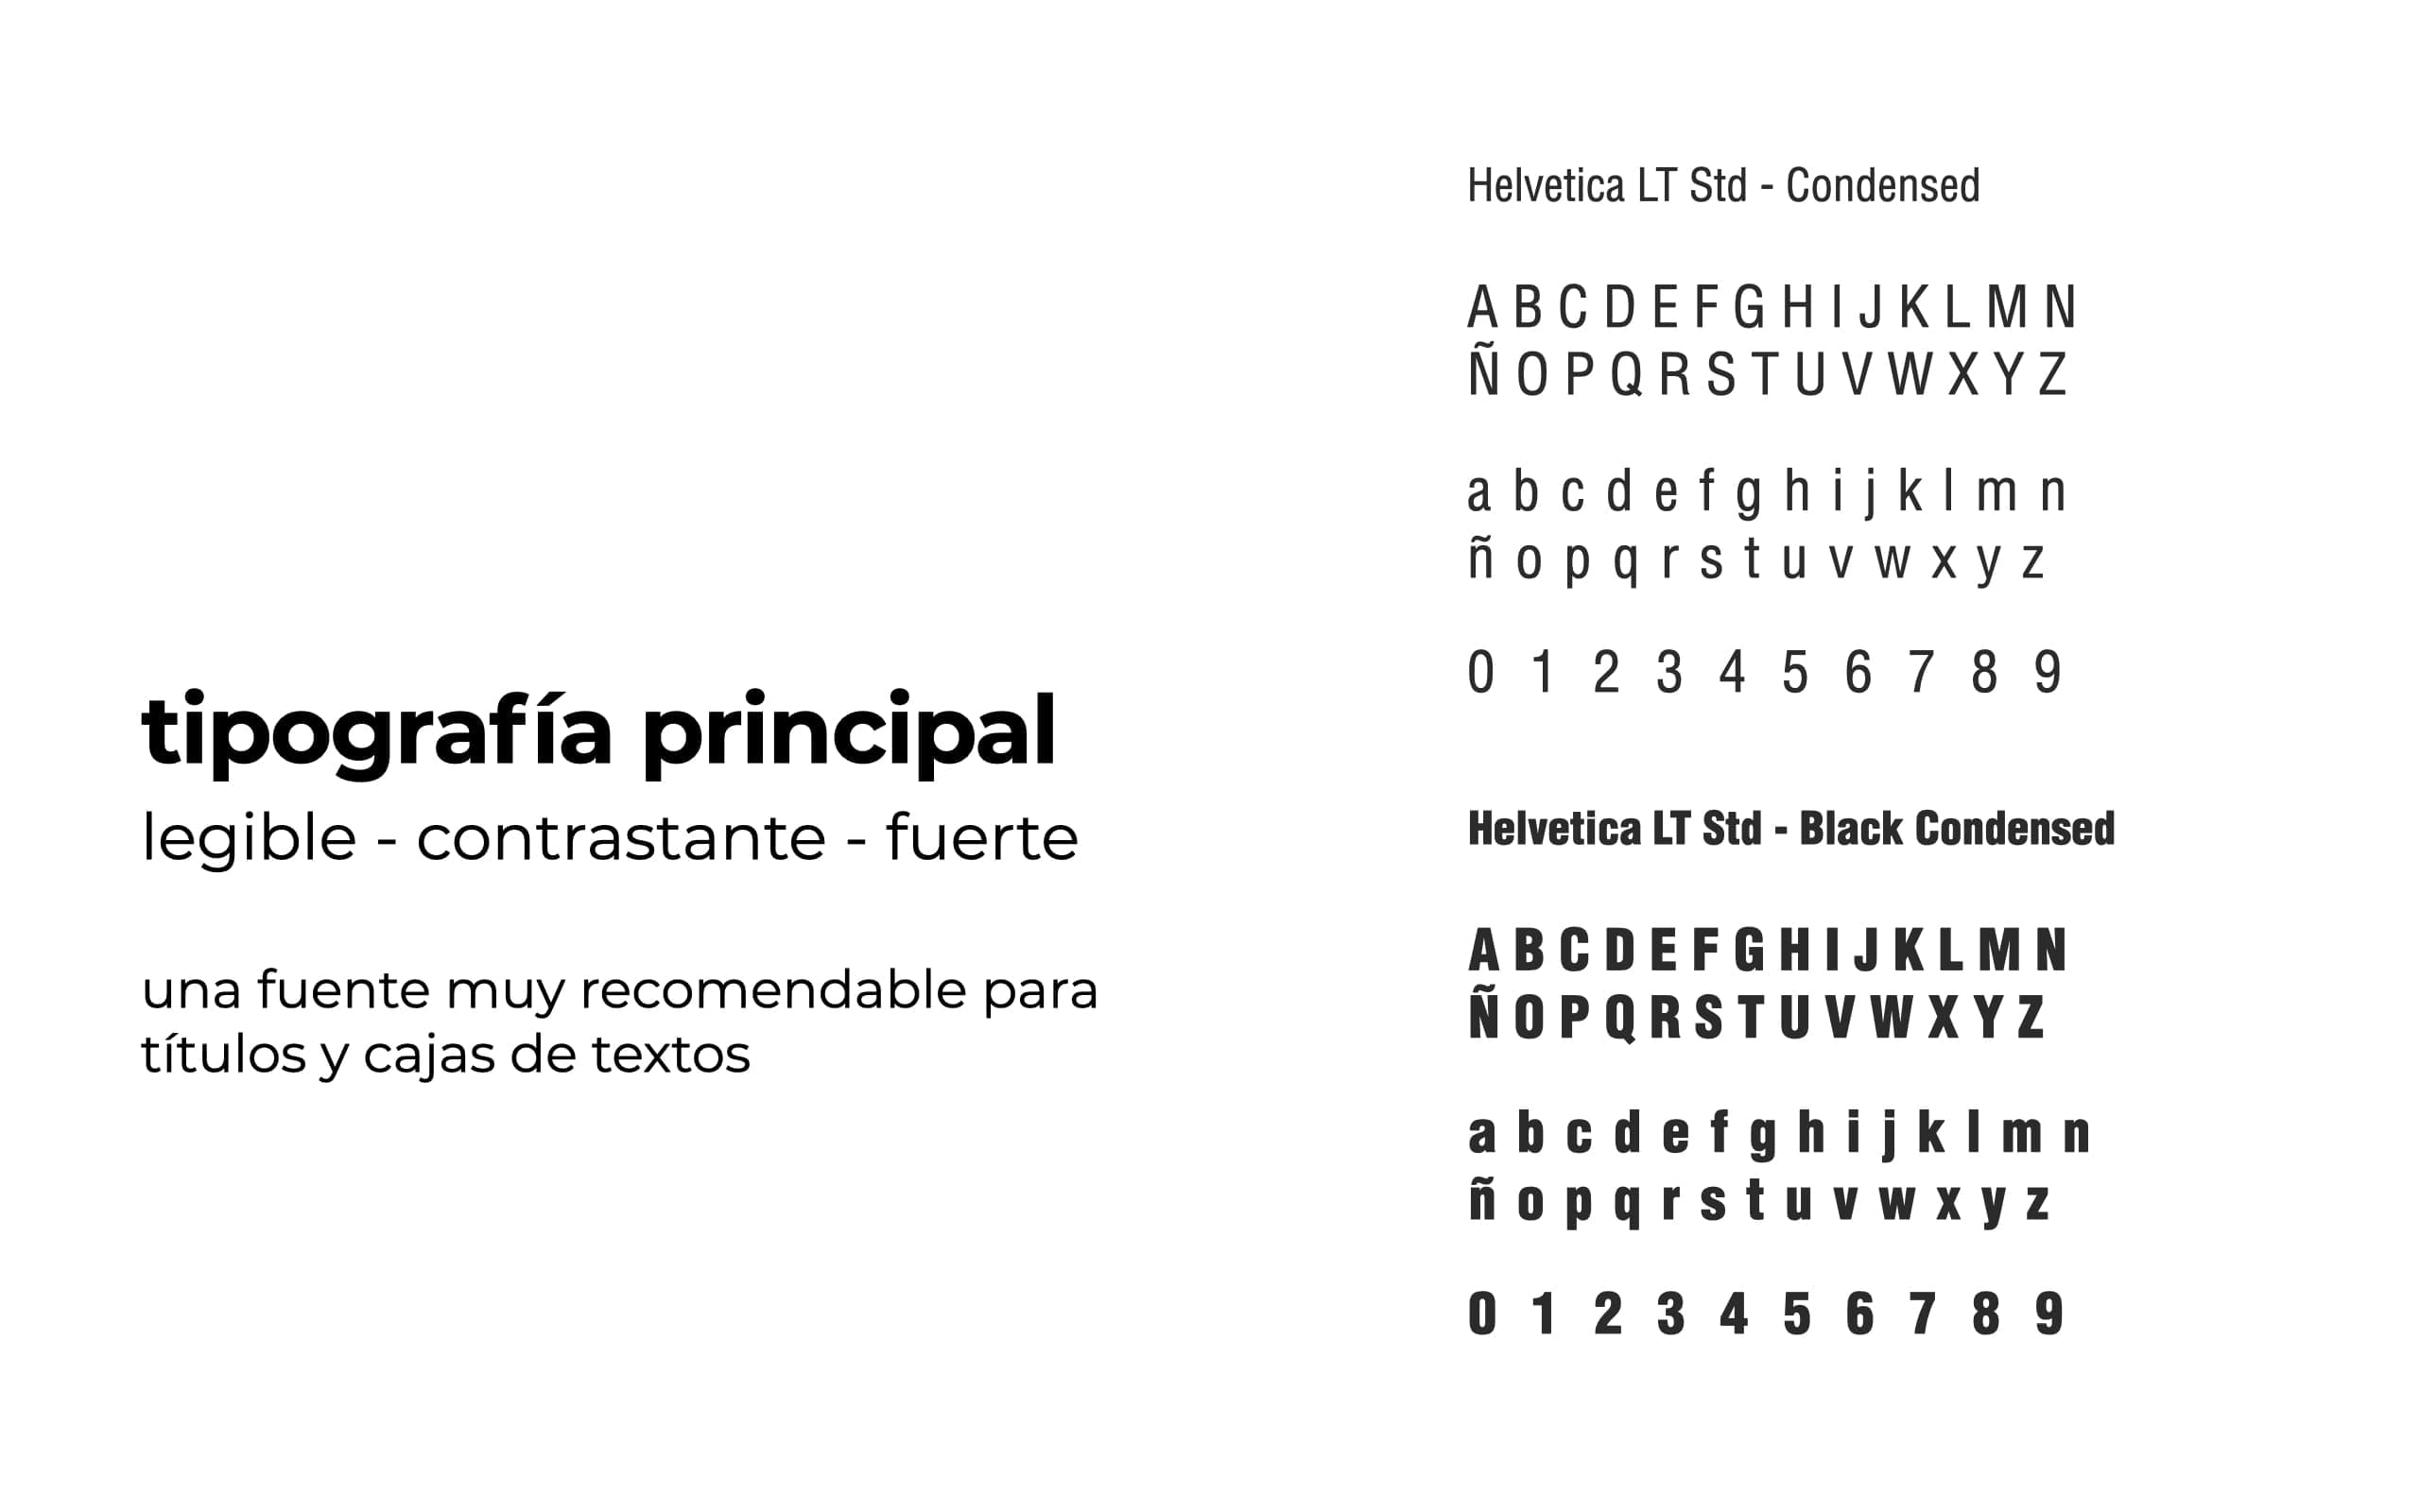 tipografía principal
legible - contrastante - fuerte
una fuente muy recomendable para
títulos y cajas de textos
Helvetica LT Std - Condensed
A B C D E F G H I J K L M N
Ñ O P Q R S T U V W X Y Z
a b c d e f g h i j k l m n
ñ o p q r s t u v w x y z
0 1 2 3 4 5 6 7 8 9
Helvetica LT Std - Black Condensed
A B C D E F G H I J K L M N
Ñ O P Q R S T U V W X Y Z
a b c d e f g h i j k l m n
ñ o p q r s t u v w x y z
0 1 2 3 4 5 6 7 8 9